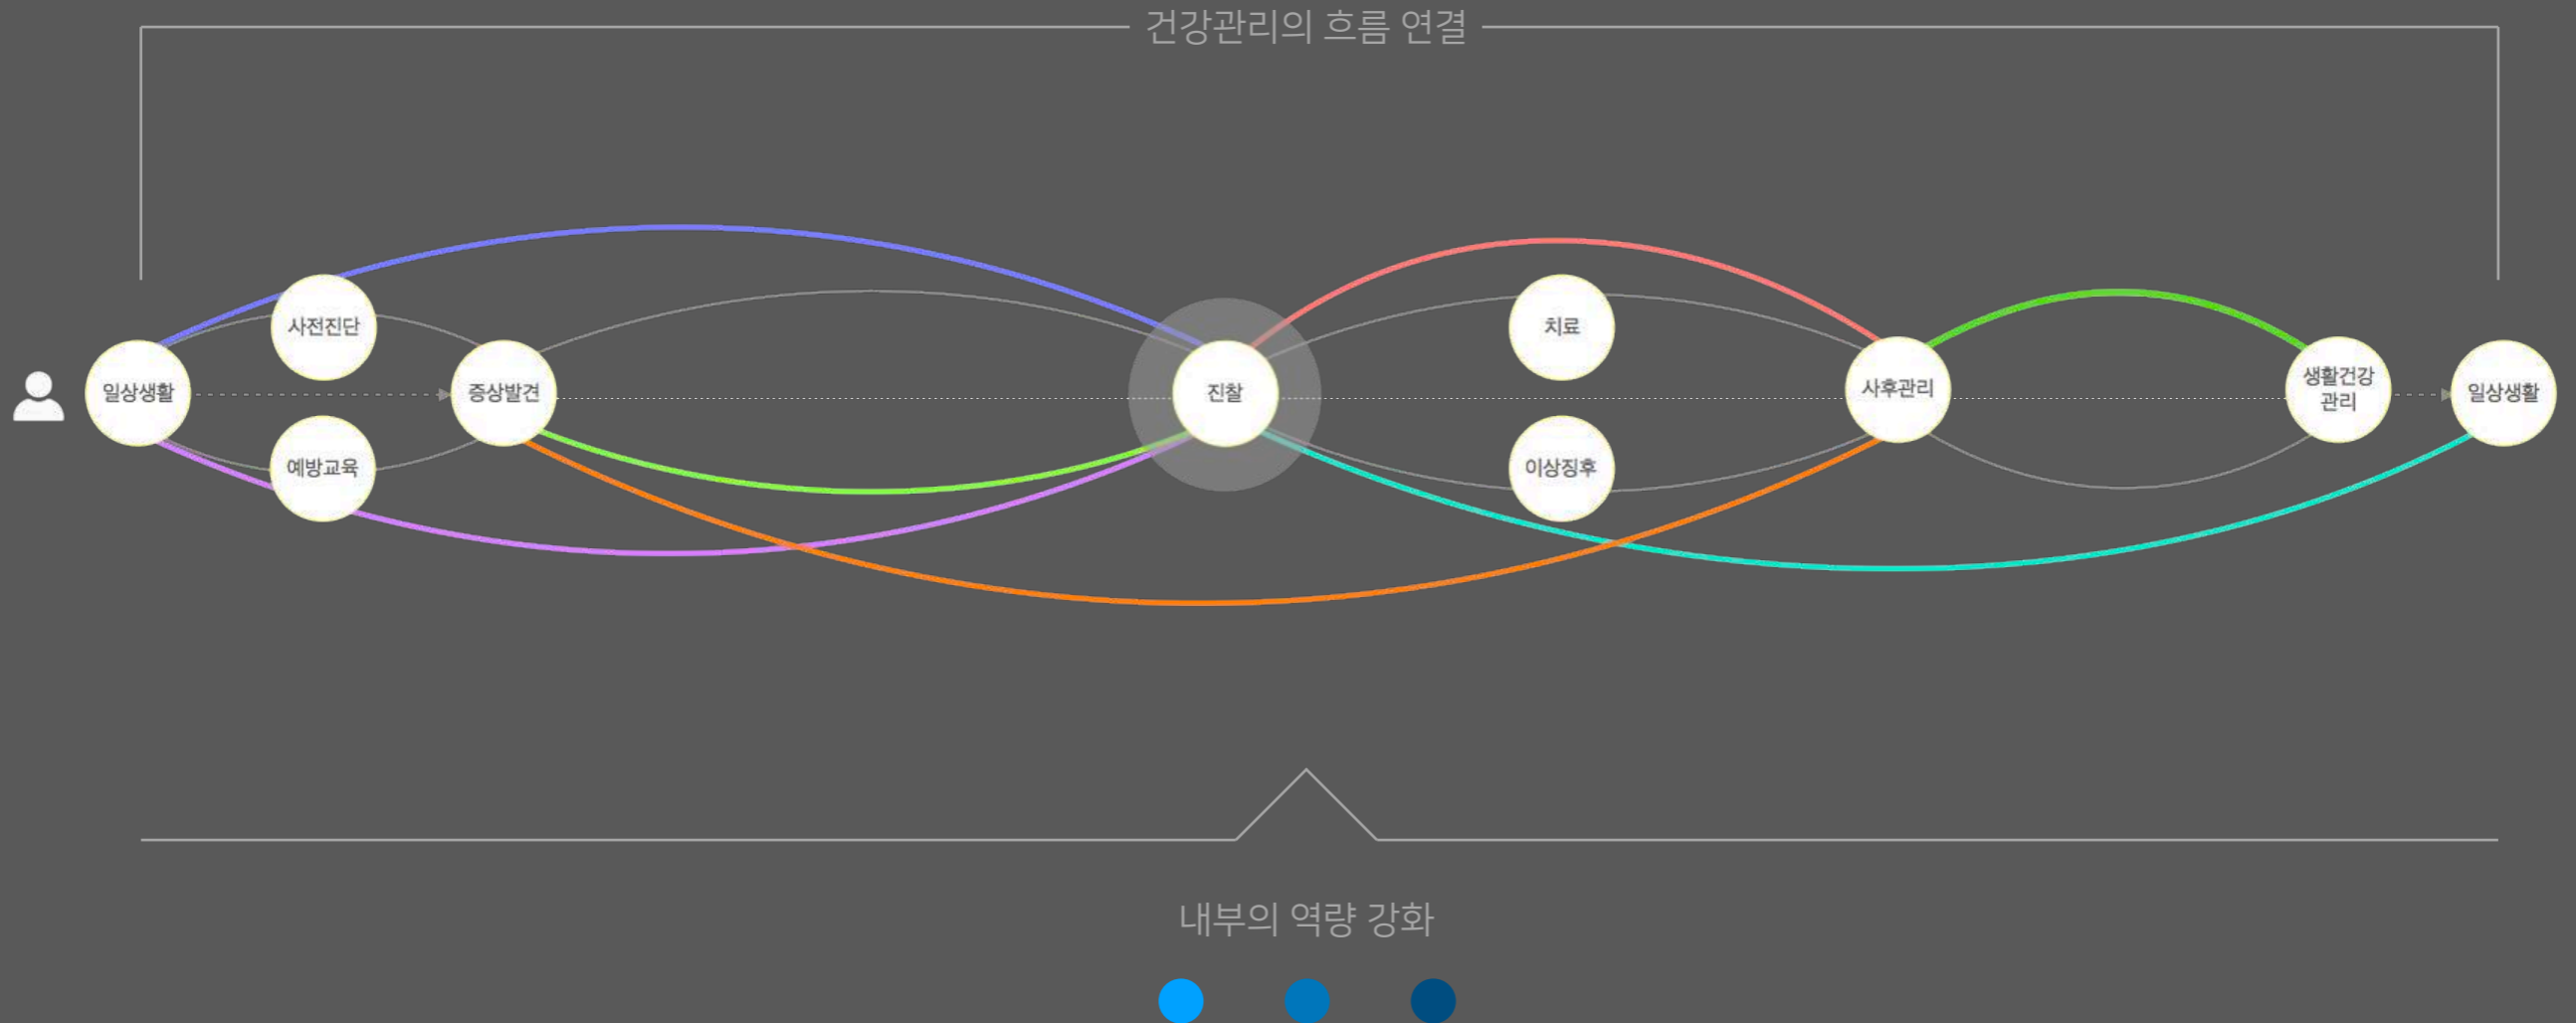 건강관리의 흐름 연결
일상생활
사전진단
예방교육
증상발견
진찰
치료
이상징후
사후관리
생활건강
관리
일상생활
내부의 역량 강화